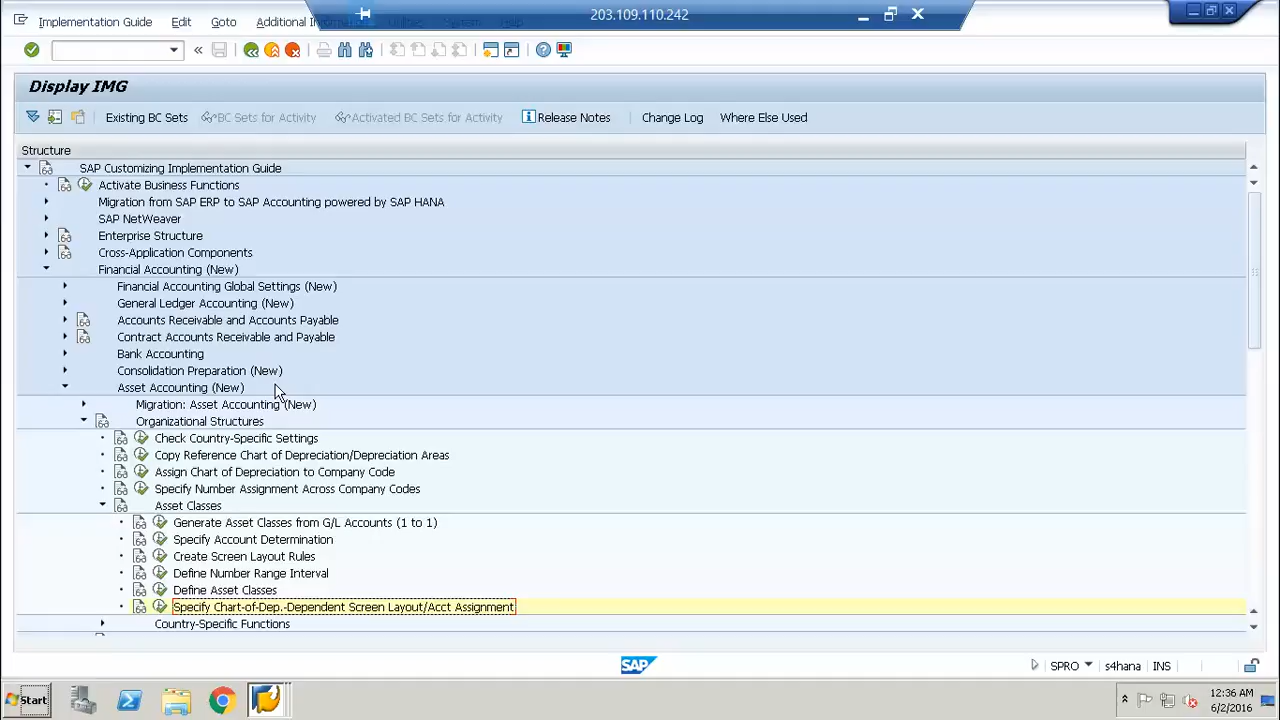 203.109.110.242
Implementation Guide Edit Goto Additional Information Utilities System Help
Display IMG
Existing BC Sets BC Sets for Activity Activated BC Sets for Activity Release Notes Change Log Where Else Used
Structure
SAP Customizing Implementation Guide
Activate Business Functions
Migration from SAP ERP to SAP Accounting powered by SAP HANA
SAP NetWeaver
Enterprise Structure
Cross-Application Components
Financial Accounting (New)
Financial Accounting Global Settings (New)
General Ledger Accounting (New)
Accounts Receivable and Accounts Payable
Contract Accounts Receivable and Payable
Bank Accounting
Consolidation Preparation (New)
Asset Accounting (New)
Migration: Asset Accounting (New)
Organizational Structures
Check Country-Specific Settings
Copy Reference Chart of Depreciation/Depreciation Areas
Assign Chart of Depreciation to Company Code
Specify Number Assignment Across Company Codes
Asset Classes
Generate Asset Classes from G/L Accounts (1 to 1)
Specify Account Determination
Create Screen Layout Rules
Define Number Range Interval
Define Asset Classes
Specify Chart-of-Dep.-Dependent Screen Layout/Acct Assignment
Country-Specific Functions
SAP
SPRO s4hana INS
Start
12:36 AM
6/2/2016